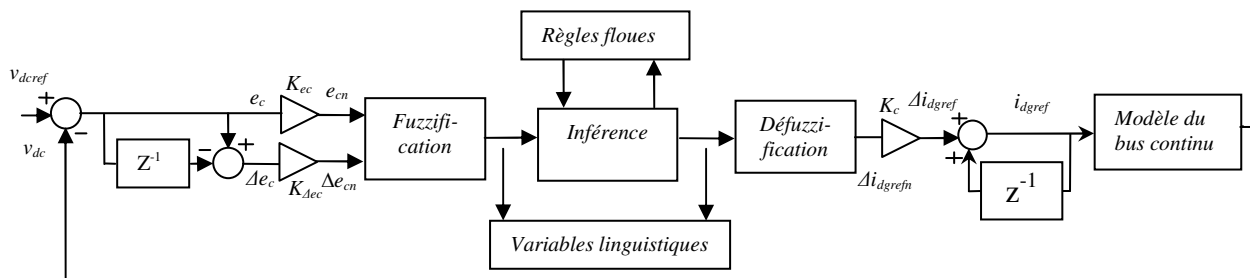 Règles floues
v_dcref
+
−
v_dc
e_c
K_ec
e_cn
Z^-1
−
+
Δe_c
K_Δec
Δe_cn
Fuzzifi-
cation
Inférence
Variables linguistiques
Défuzzi-
fication
K_c
Δi_dgref
Δi_dgrefn
+
+
i_dgref
z^-1
Modèle du
bus continu